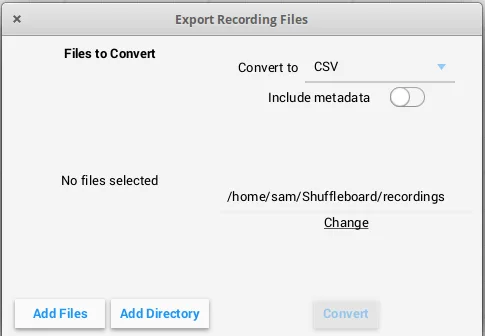 Export Recording Files
Files to Convert
Convert to CSV
Include metadata
No files selected
/home/sam/Shuffleboard/recordings
Change
Add Files
Add Directory
Convert